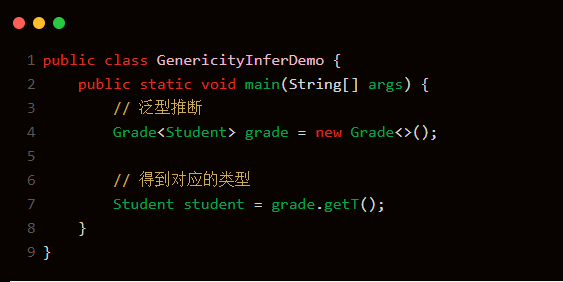 1 public class GenericityInferDemo {
2     public static void main(String[] args) {
3         // 泛型推断
4         Grade<Student> grade = new Grade<>();
5
6         // 得到对应的类型
7         Student student = grade.getT();
8     }
9 }